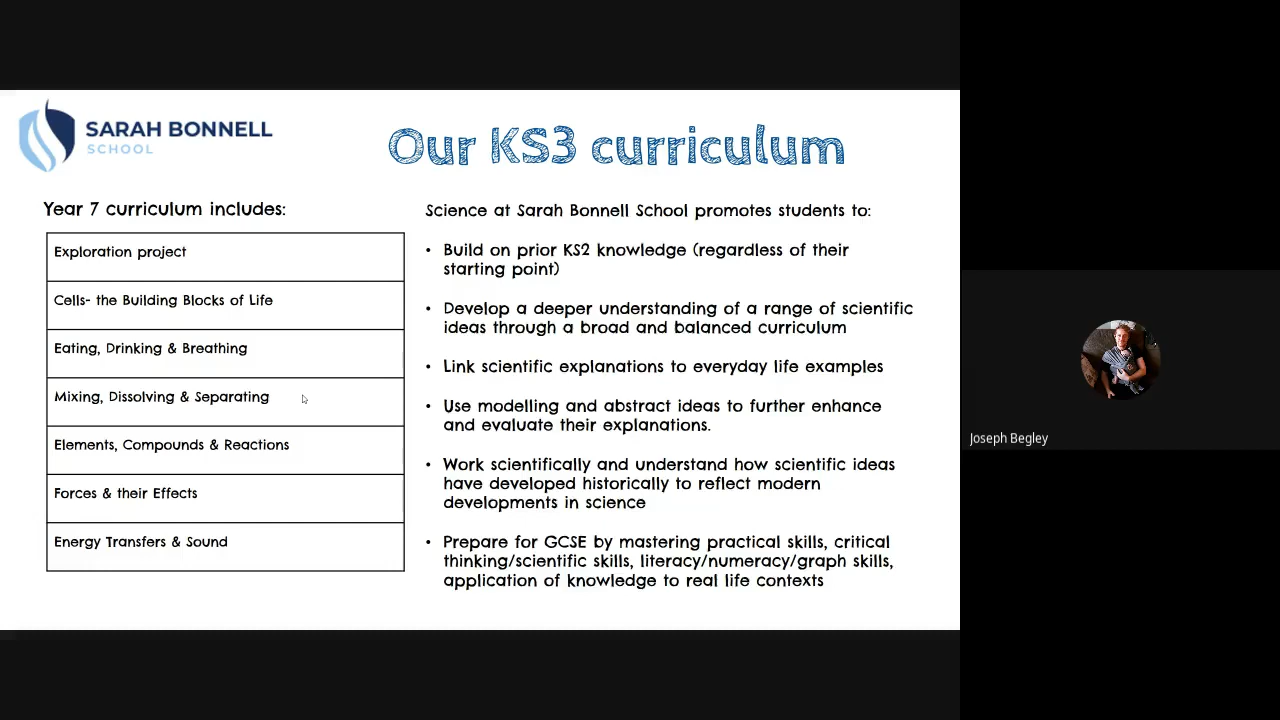 SARAH BONNELL
SCHOOL
Our KS3 curriculum
Year 7 curriculum includes:
Exploration project
Cells- the Building Blocks of Life
Eating, Drinking & Breathing
Mixing, Dissolving & Separating
Elements, Compounds & Reactions
Forces & their Effects
Energy Transfers & Sound
Science at Sarah Bonnell School promotes students to:
• Build on prior KS2 knowledge (regardless of their
starting point)
• Develop a deeper understanding of a range of scientific
ideas through a broad and balanced curriculum
• Link scientific explanations to everyday life examples
• Use modelling and abstract ideas to further enhance
and evaluate their explanations.
• Work scientifically and understand how scientific ideas
have developed historically to reflect modern
developments in science
• Prepare for GCSE by mastering practical skills, critical
thinking/scientific skills, literacy/numeracy/graph skills,
application of knowledge to real life contexts
Joseph Begley